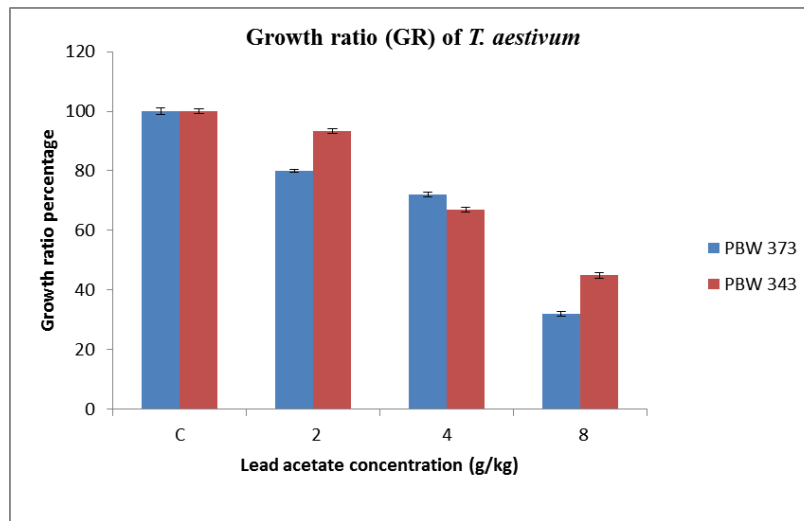 Growth ratio (GR) of T. aestivum
120
100
80
60
40
20
0
Growth ratio percentage
C 2 4 8
Lead acetate concentration (g/kg)
PBW 373
PBW 343